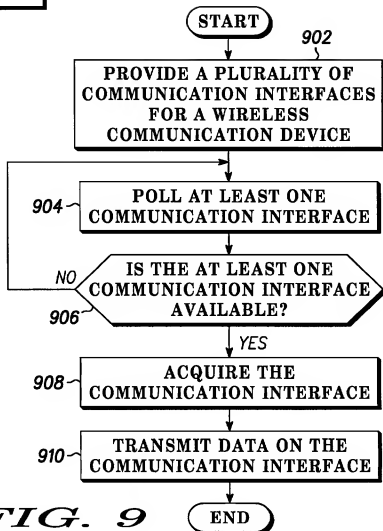 START
902
PROVIDE A PLURALITY OF
COMMUNICATION INTERFACES
FOR A WIRELESS
COMMUNICATION DEVICE
904
POLL AT LEAST ONE
COMMUNICATION INTERFACE
NO
IS THE AT LEAST ONE
COMMUNICATION INTERFACE
AVAILABLE?
906
YES
908
ACQUIRE THE
COMMUNICATION INTERFACE
910
TRANSMIT DATA ON THE
COMMUNICATION INTERFACE
FIG. 9
END